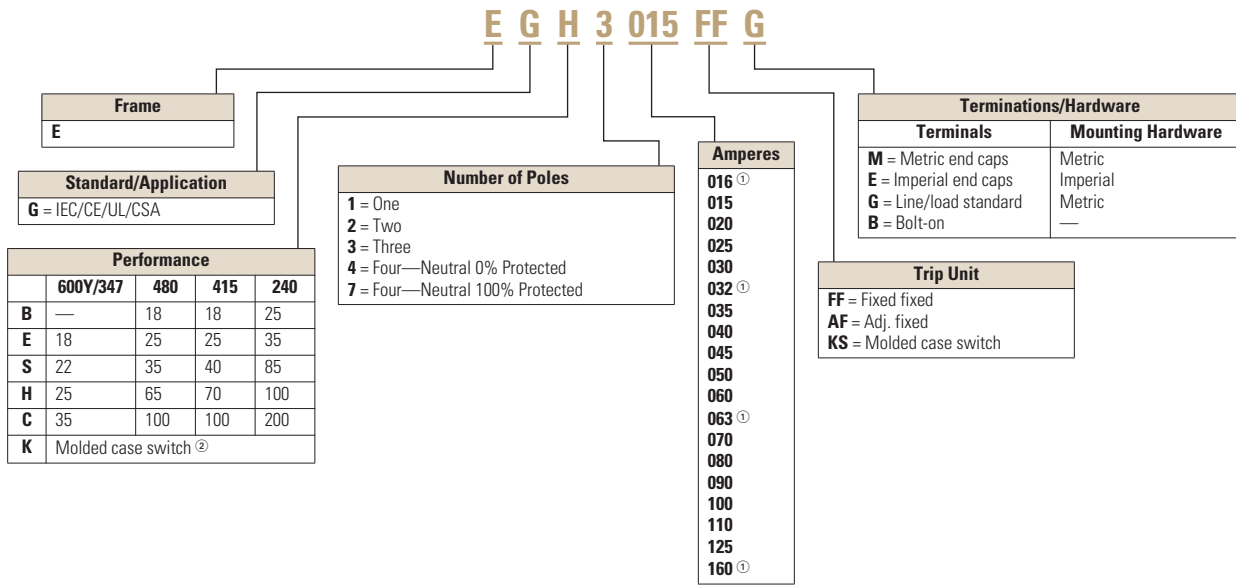 E G H 3 015 FF G
Frame
E
Standard/Application
G = IEC/CE/UL/CSA
Performance
600Y/347 480 415 240
B — 18 18 25
E 18 25 25 35
S 22 35 40 85
H 25 65 70 100
C 35 100 100 200
K Molded case switch ②
Number of Poles
1 = One
2 = Two
3 = Three
4 = Four—Neutral 0% Protected
7 = Four—Neutral 100% Protected
Amperes
016 ①
015
020
025
030
032 ①
035
040
045
050
060
063 ①
070
080
090
100
110
125
160 ①
Trip Unit
FF = Fixed fixed
AF = Adj. fixed
KS = Molded case switch
Terminations/Hardware
Terminals Mounting Hardware
M = Metric end caps Metric
E = Imperial end caps Imperial
G = Line/load standard Metric
B = Bolt-on —